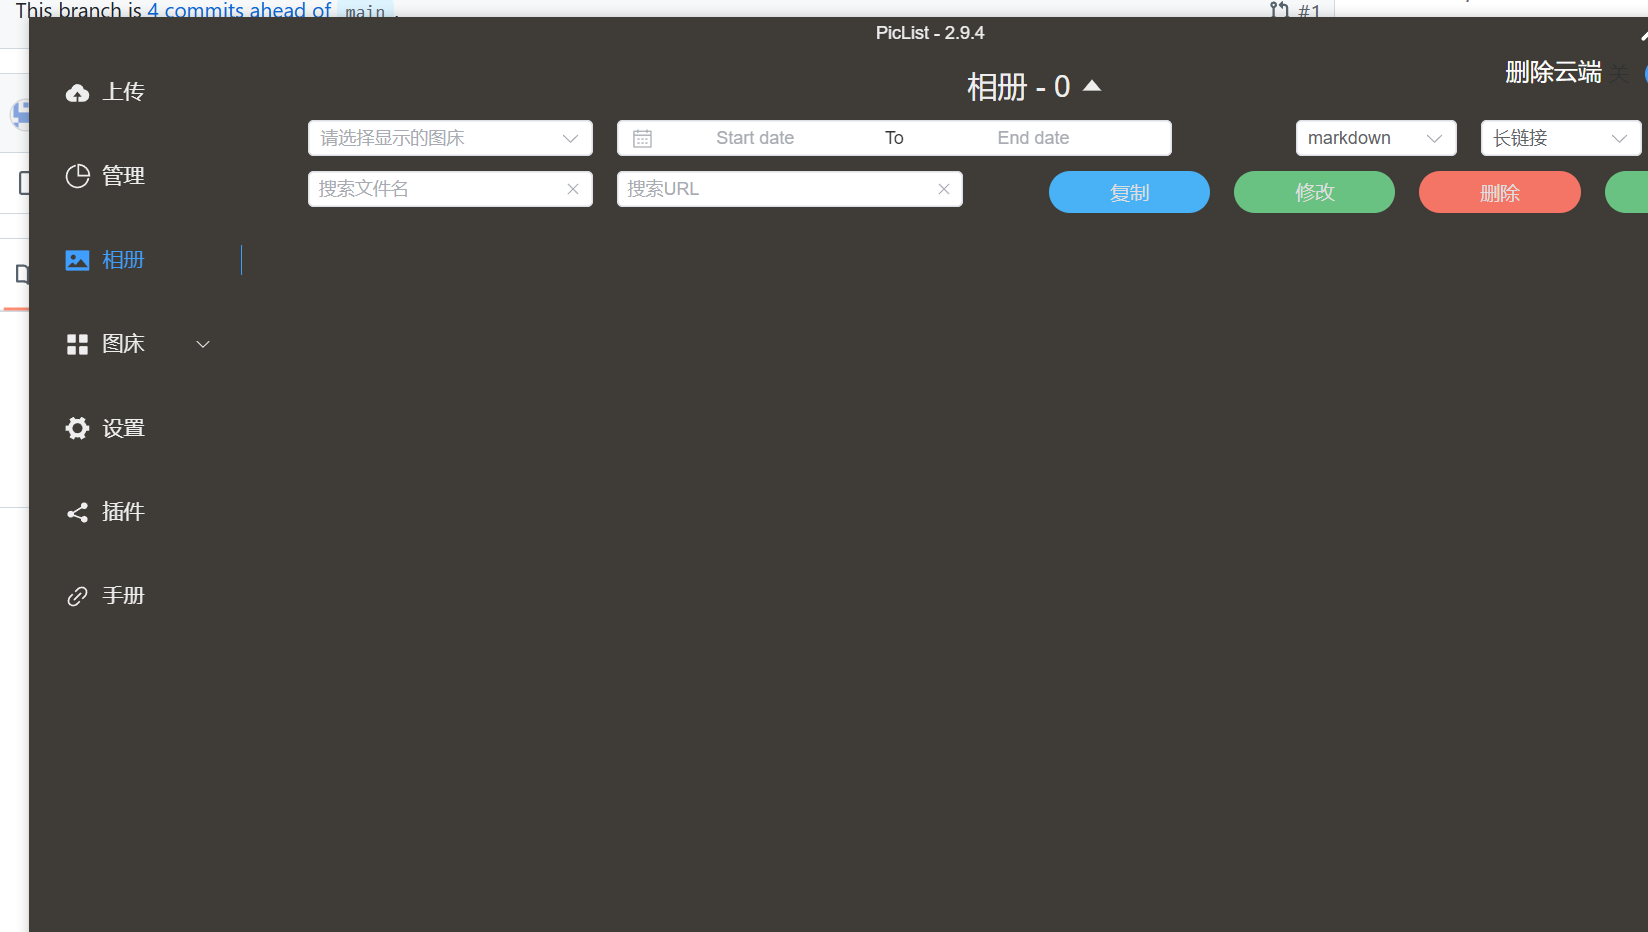 This branch is 4 commits ahead of main .
#1
PicList - 2.9.4
上传
管理
相册
图床
设置
插件
手册
相册 - 0
删除云端 关
请选择显示的图床
Start date To End date
markdown
长链接
搜索文件名
搜索URL
复制
修改
删除